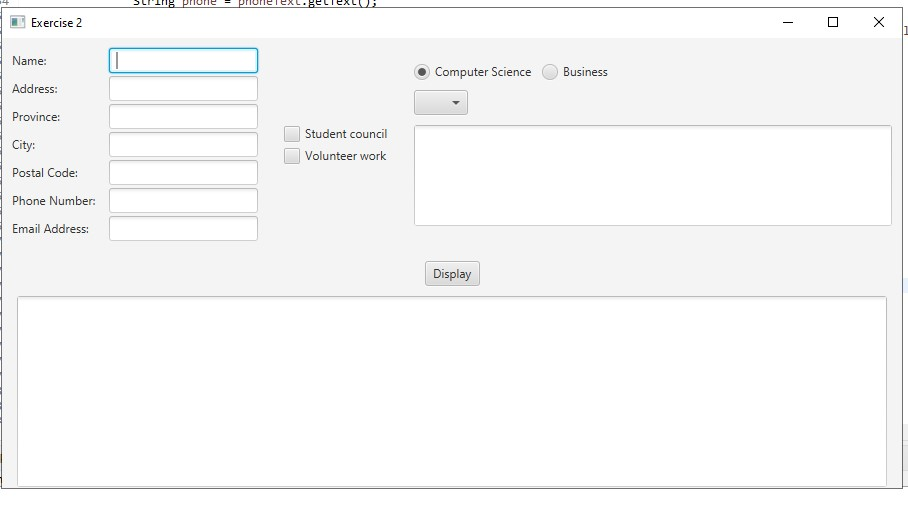 String phone = phoneText.getText();
Exercise 2
Name:
Address:
Province:
City:
Postal Code:
Phone Number:
Email Address:
Student council
Volunteer work
Computer Science Business
Display